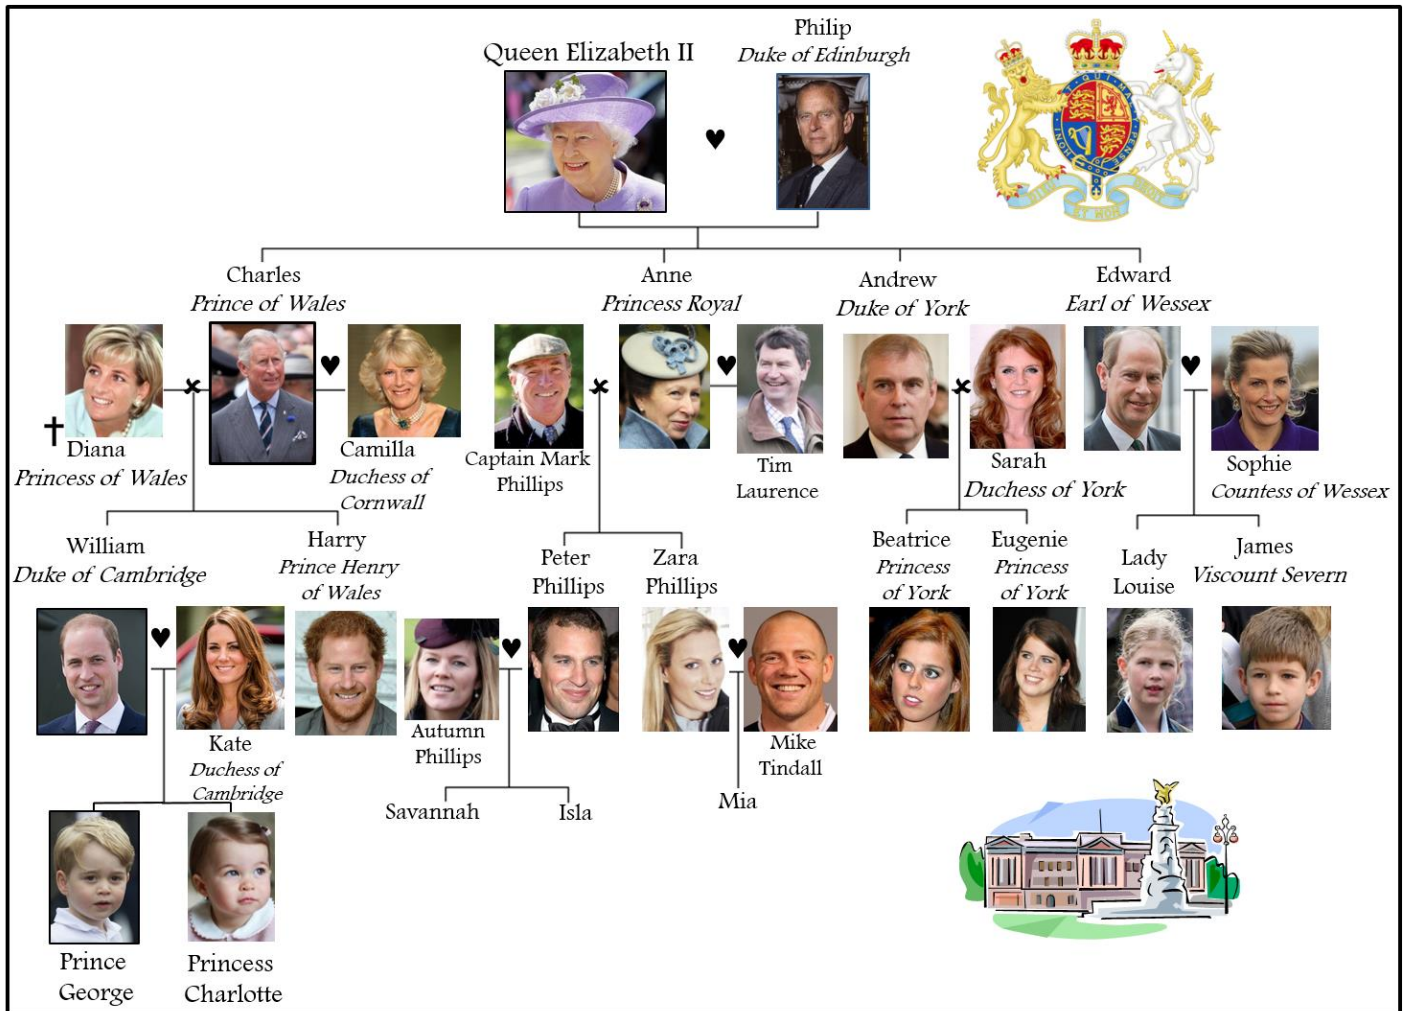 Queen Elizabeth II
Philip
Duke of Edinburgh
Charles
Prince of Wales
Anne
Princess Royal
Andrew
Duke of York
Edward
Earl of Wessex
Diana
Princess of Wales
Camilla
Duchess of
Cornwall
Captain Mark
Phillips
Tim
Laurence
Sarah
Duchess of York
Sophie
Countess of Wessex
William
Duke of Cambridge
Harry
Prince Henry
of Wales
Peter
Phillips
Zara
Phillips
Beatrice
Princess
of York
Eugenie
Princess
of York
Lady
Louise
James
Viscount Severn
Kate
Duchess of
Cambridge
Autumn
Phillips
Mike
Tindall
Savannah
Isla
Mia
Prince
George
Princess
Charlotte